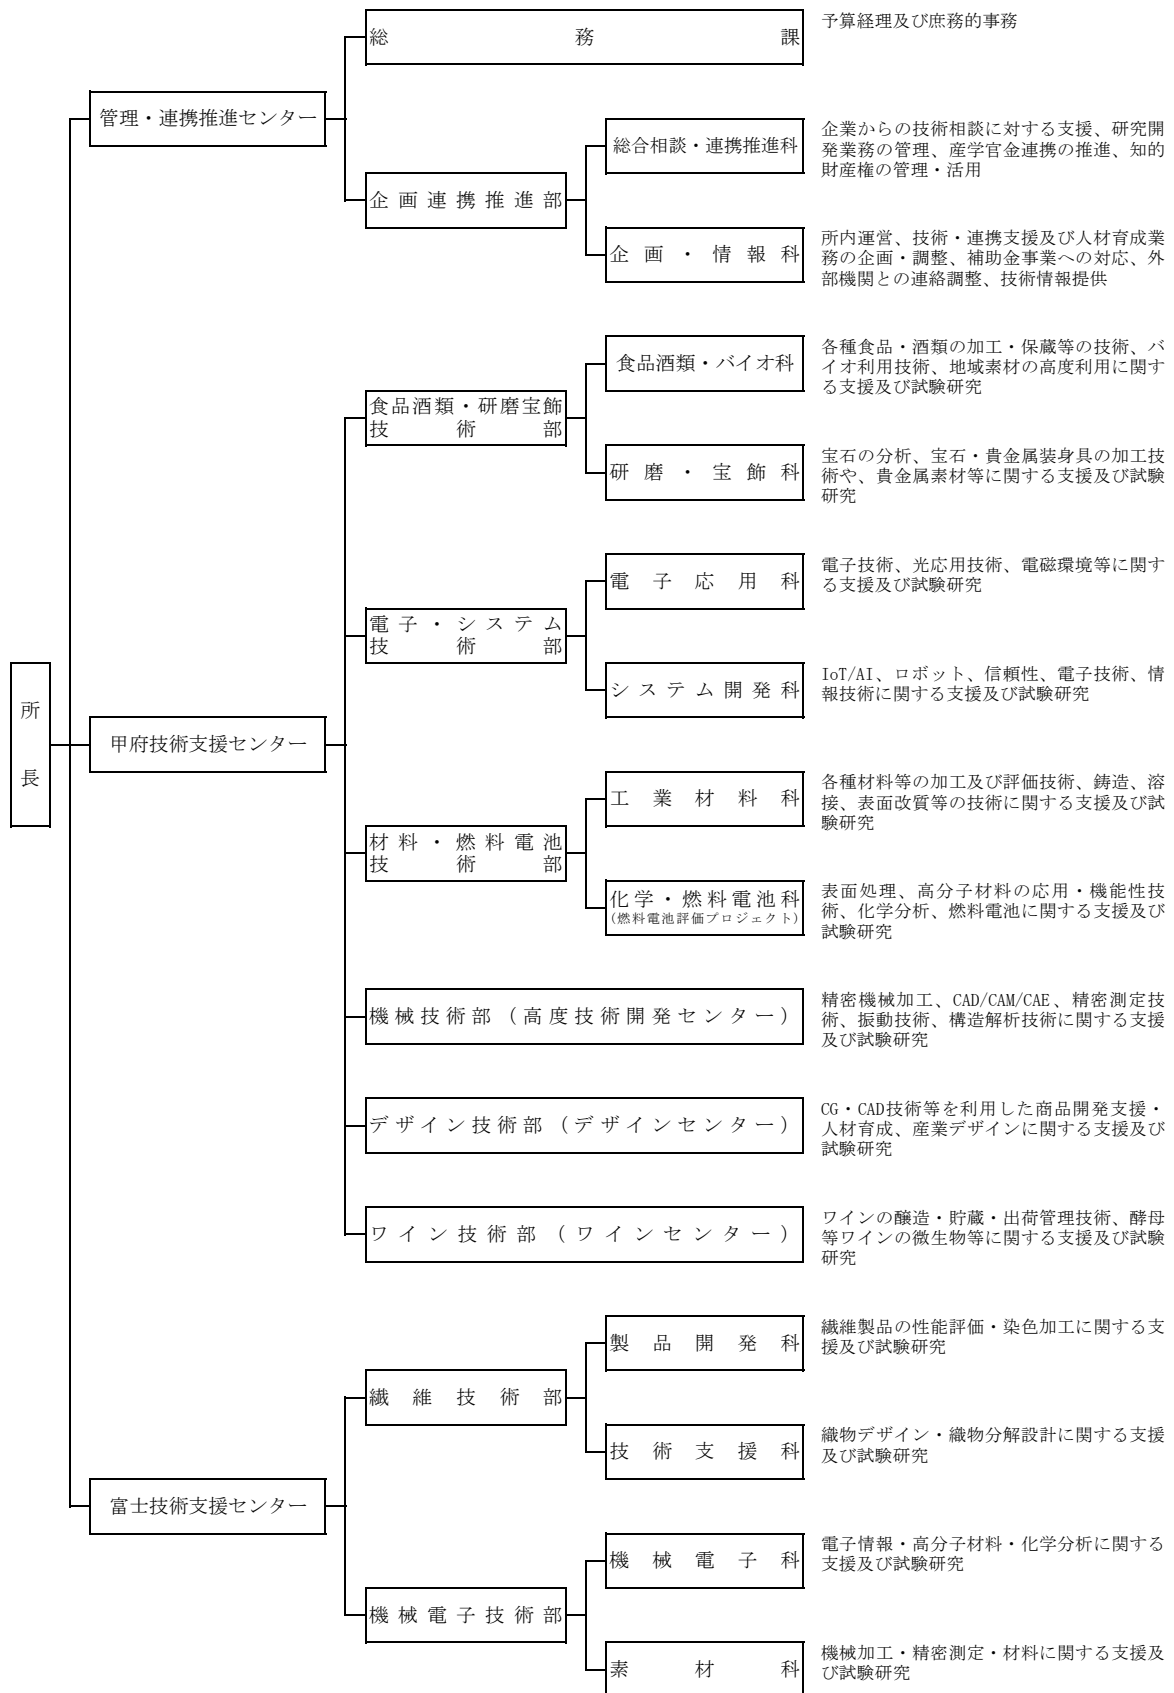 総務課
予算経理及び庶務的事務
管理・連携推進センター
総合相談・連携推進科
企業からの技術相談に対する支援、研究開
発業務の管理、産学官金連携の推進、知的
財産権の管理・活用
企画連携推進部
企画・情報科
所内運営、技術・連携支援及び人材育成業
務の企画・調整、補助金事業への対応、外
部機関との連絡調整、技術情報提供
食品酒類・バイオ科
各種食品・酒類の加工・保蔵等の技術、バ
イオ利用技術、地域素材の高度利用に関す
る支援及び試験研究
食品酒類・研磨宝飾
技術部
研磨・宝飾科
宝石の分析、宝石・貴金属装身具の加工技
術や、貴金属素材等に関する支援及び試験
研究
電子応用科
電子技術、光応用技術、電磁環境等に関す
る支援及び試験研究
電子・システム
技術部
システム開発科
IoT/AI、ロボット、信頼性、電子技術、情
報技術に関する支援及び試験研究
所長
甲府技術支援センター
工業材料科
各種材料等の加工及び評価技術、鋳造、溶
接、表面改質等の技術に関する支援及び試
験研究
材料・燃料電池
技術部
化学・燃料電池科
(燃料電池評価プロジェクト)
表面処理、高分子材料の応用・機能性技
術、化学分析、燃料電池に関する支援及び
試験研究
機械技術部（高度技術開発センター）
精密機械加工、CAD/CAM/CAE、精密測定技
術、振動技術、構造解析技術に関する支援
及び試験研究
デザイン技術部（デザインセンター）
CG・CAD技術等を利用した商品開発支援・
人材育成、産業デザインに関する支援及び
試験研究
ワイン技術部（ワインセンター）
ワインの醸造・貯蔵・出荷管理技術、酵母
等ワインの微生物等に関する支援及び試験
研究
製品開発科
繊維製品の性能評価・染色加工に関する支
援及び試験研究
繊維技術部
技術支援科
織物デザイン・織物分解設計に関する支援
及び試験研究
富士技術支援センター
機械電子科
電子情報・高分子材料・化学分析に関する
支援及び試験研究
機械電子技術部
素材科
機械加工・精密測定・材料に関する支援及
び試験研究